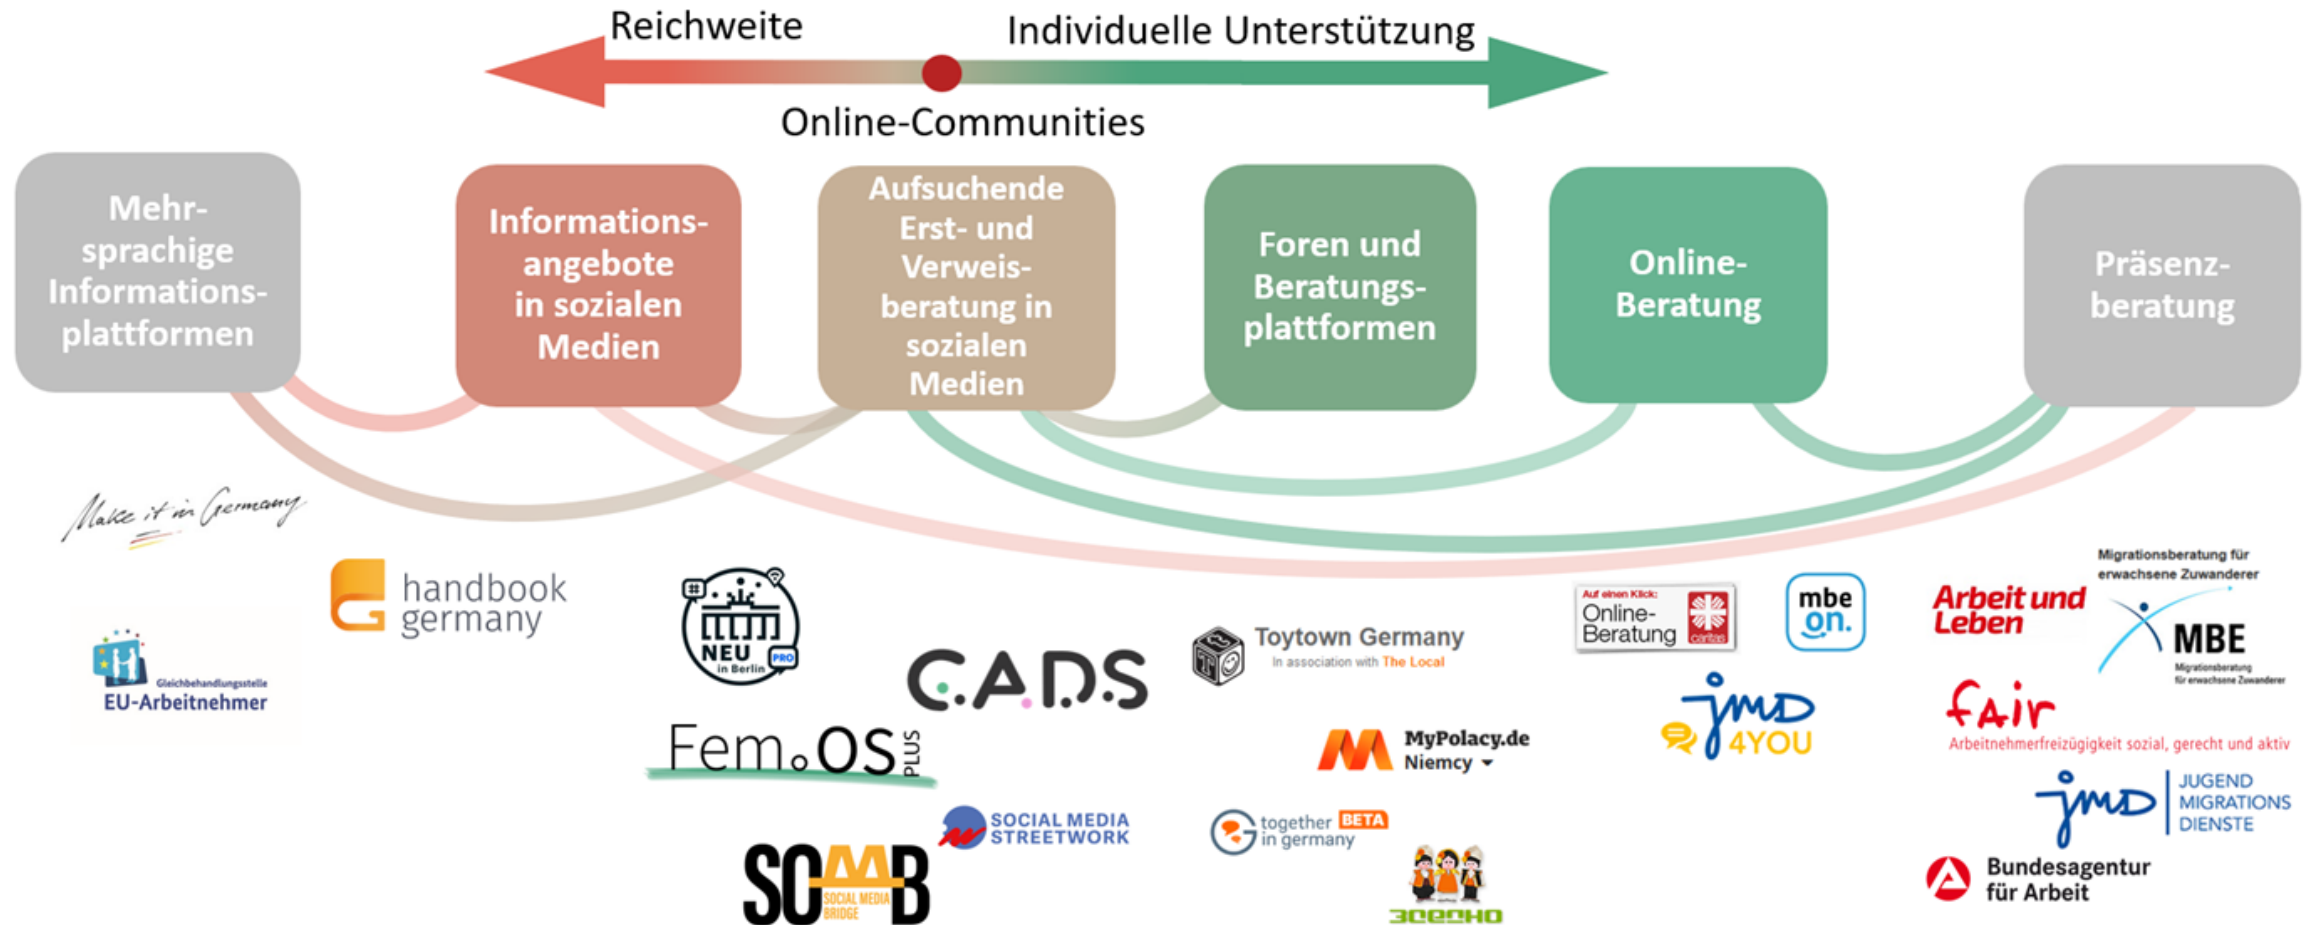 Reichweite
Individuelle Unterstützung
Online-Communities
Mehr-
sprachige
Informations-
plattformen
Informations-
angebote
in sozialen
Medien
Aufsuchende
Erst- und
Verweis-
beratung in
sozialen
Medien
Foren und
Beratungs-
plattformen
Online-
Beratung
Präsenz-
beratung
Make it in Germany
handbook
germany
Gleichbehandlungsstelle
EU-Arbeitnehmer
#
NEU
in Berlin
PRO
C.A.D.S
Fem.OS
PLUS
SOCIAL MEDIA
STREETWORK
SOMB
SOCIAL MEDIA
BRIDGE
Toytown Germany
In association with The Local
MyPolacy.de
Niemcy
together BETA
in germany
Auf einen Klick:
Online-
Beratung
caritas
mbe
on.
jmD
4YOU
Arbeit und
Leben
Migrationsberatung für
erwachsene Zuwanderer
MBE
Migrationsberatung
für erwachsene Zuwanderer
fAir
Arbeitnehmerfreizügigkeit sozial, gerecht und aktiv
jmD
JUGEND
MIGRATIONS
DIENSTE
Bundesagentur
für Arbeit